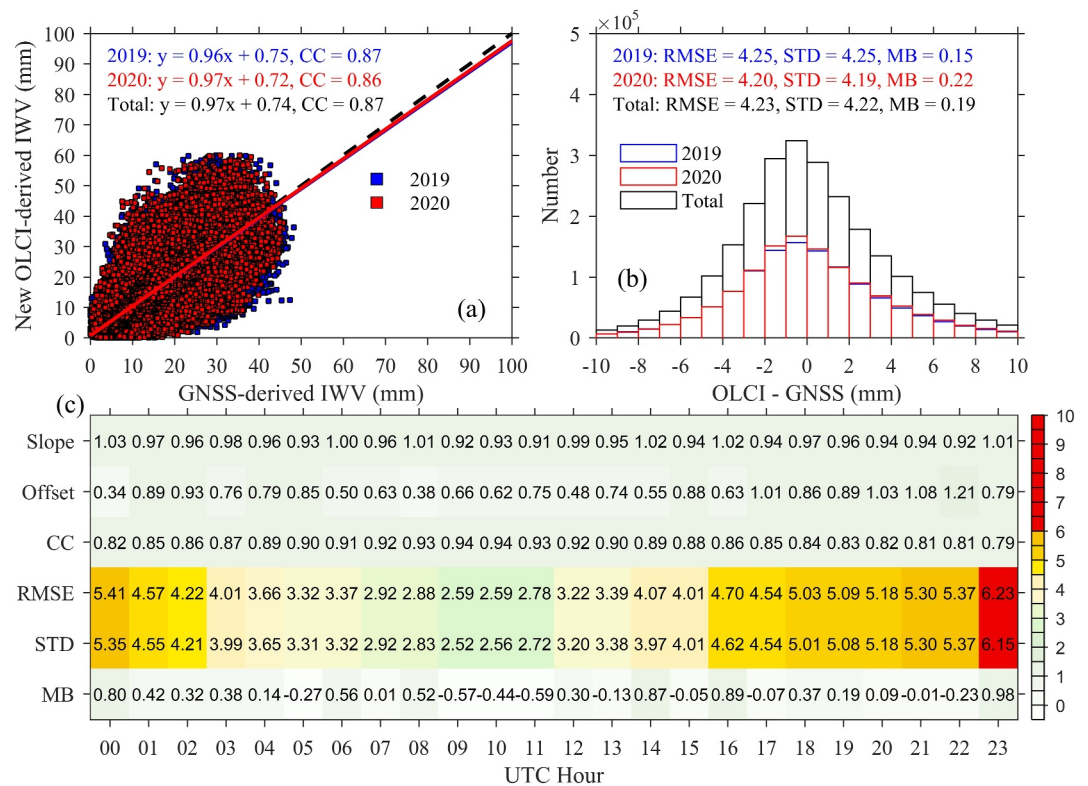 2019: y = 0.96x + 0.75, CC = 0.87
2020: y = 0.97x + 0.72, CC = 0.86
Total: y = 0.97x + 0.74, CC = 0.87
New OLCI-derived IWV (mm)
100
90
80
70
60
50
40
30
20
10
0
2019
2020
(a)
0 10 20 30 40 50 60 70 80 90 100
GNSS-derived IWV (mm)
×10⁵
2019: RMSE = 4.25, STD = 4.25, MB = 0.15
2020: RMSE = 4.20, STD = 4.19, MB = 0.22
Total: RMSE = 4.23, STD = 4.22, MB = 0.19
Number
5
4
3
2
1
0
2019
2020
Total
(b)
-10 -8 -6 -4 -2 0 2 4 6 8 10
OLCI - GNSS (mm)
(c)
Slope 1.03 0.97 0.96 0.98 0.96 0.93 1.00 0.96 1.01 0.92 0.93 0.91 0.99 0.95 1.02 0.94 1.02 0.94 0.97 0.96 0.94 0.94 0.92 1.01
Offset 0.34 0.89 0.93 0.76 0.79 0.85 0.50 0.63 0.38 0.66 0.62 0.75 0.48 0.74 0.55 0.88 0.63 1.01 0.86 0.89 1.03 1.08 1.21 0.79
CC 0.82 0.85 0.86 0.87 0.89 0.90 0.91 0.92 0.93 0.94 0.94 0.93 0.92 0.90 0.89 0.88 0.86 0.85 0.84 0.83 0.82 0.81 0.81 0.79
RMSE 5.41 4.57 4.22 4.01 3.66 3.32 3.37 2.92 2.88 2.59 2.59 2.78 3.22 3.39 4.07 4.01 4.70 4.54 5.03 5.09 5.18 5.30 5.37 6.23
STD 5.35 4.55 4.21 3.99 3.65 3.31 3.32 2.92 2.83 2.52 2.56 2.72 3.20 3.38 3.97 4.01 4.62 4.54 5.01 5.08 5.18 5.30 5.37 6.15
MB 0.80 0.42 0.32 0.38 0.14 -0.27 0.56 0.01 0.52 -0.57 -0.44 -0.59 0.30 -0.13 0.87 -0.05 0.89 -0.07 0.37 0.19 0.09 -0.01 -0.23 0.98
00 01 02 03 04 05 06 07 08 09 10 11 12 13 14 15 16 17 18 19 20 21 22 23
UTC Hour
10
9
8
7
6
5
4
3
2
1
0